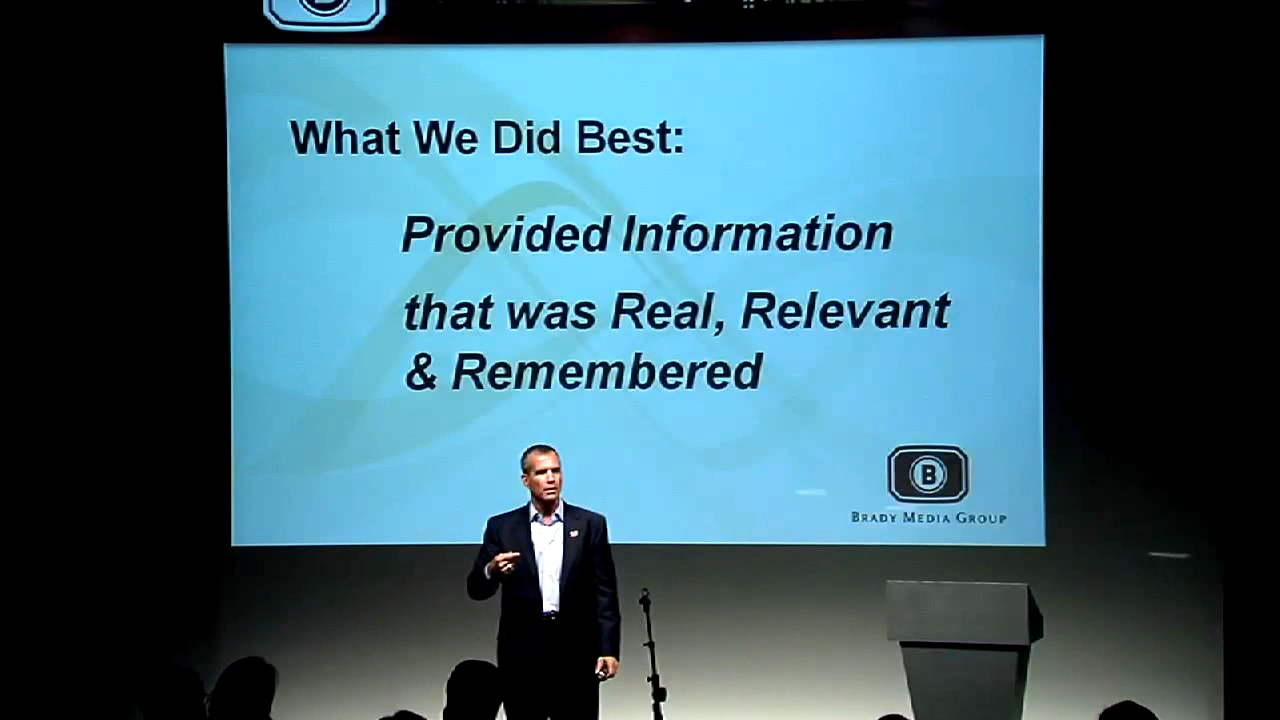 What We Did Best:
Provided Information
that was Real, Relevant
& Remembered
B
BRADY MEDIA GROUP